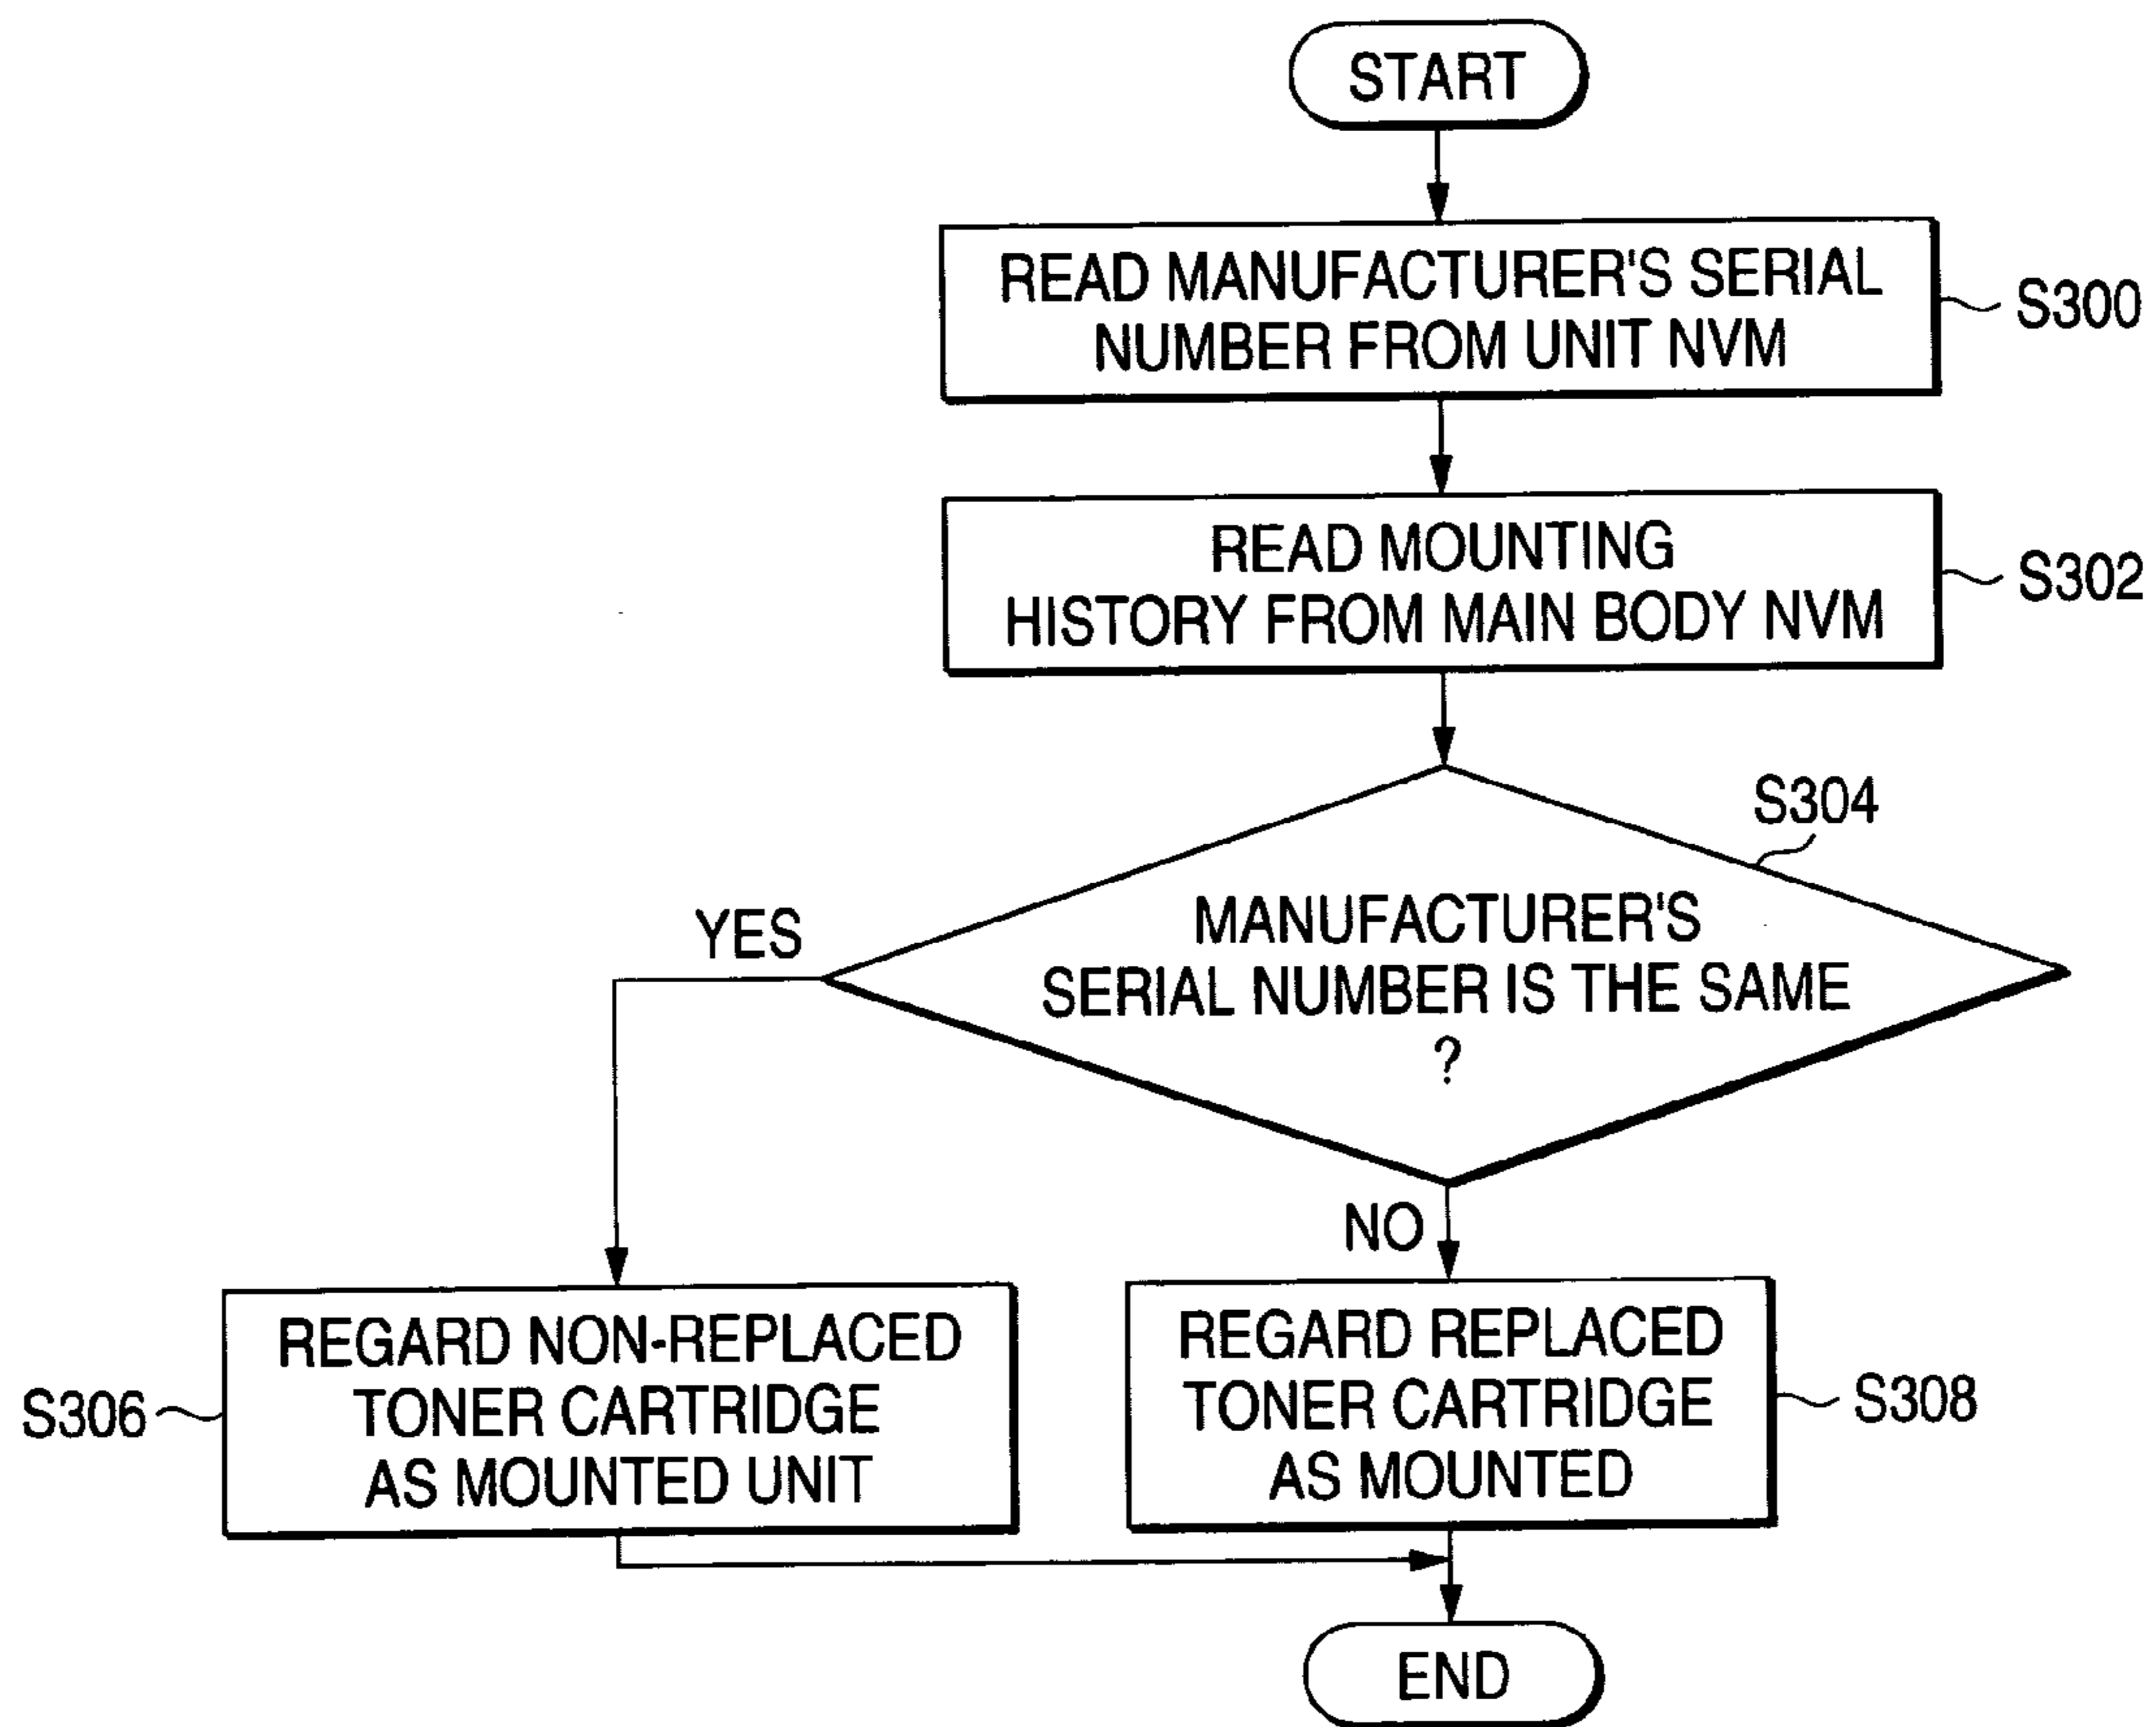 START
READ MANUFACTURER'S SERIAL
NUMBER FROM UNIT NVM
S300
READ MOUNTING
HISTORY FROM MAIN BODY NVM
S302
S304
MANUFACTURER'S
SERIAL NUMBER IS THE SAME
?
YES
NO
REGARD NON-REPLACED
TONER CARTRIDGE
AS MOUNTED UNIT
S306
REGARD REPLACED
TONER CARTRIDGE
AS MOUNTED
S308
END